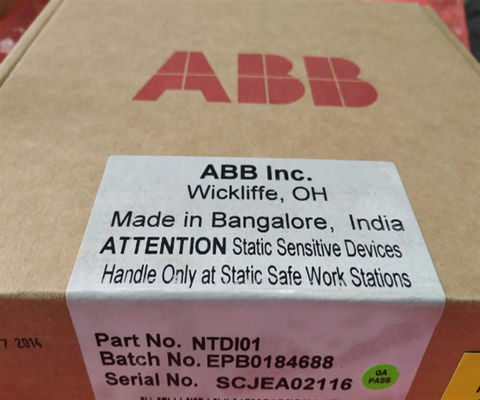 ABB
ABB Inc.
Wickliffe, OH
Made in Bangalore, India
ATTENTION Static Sensitive Devices
Handle Only at Static Safe Work Stations
7 2014
Part No. NTDI01
Batch No. EPB0184688
Serial No. SCJEA02116
QA
PASS